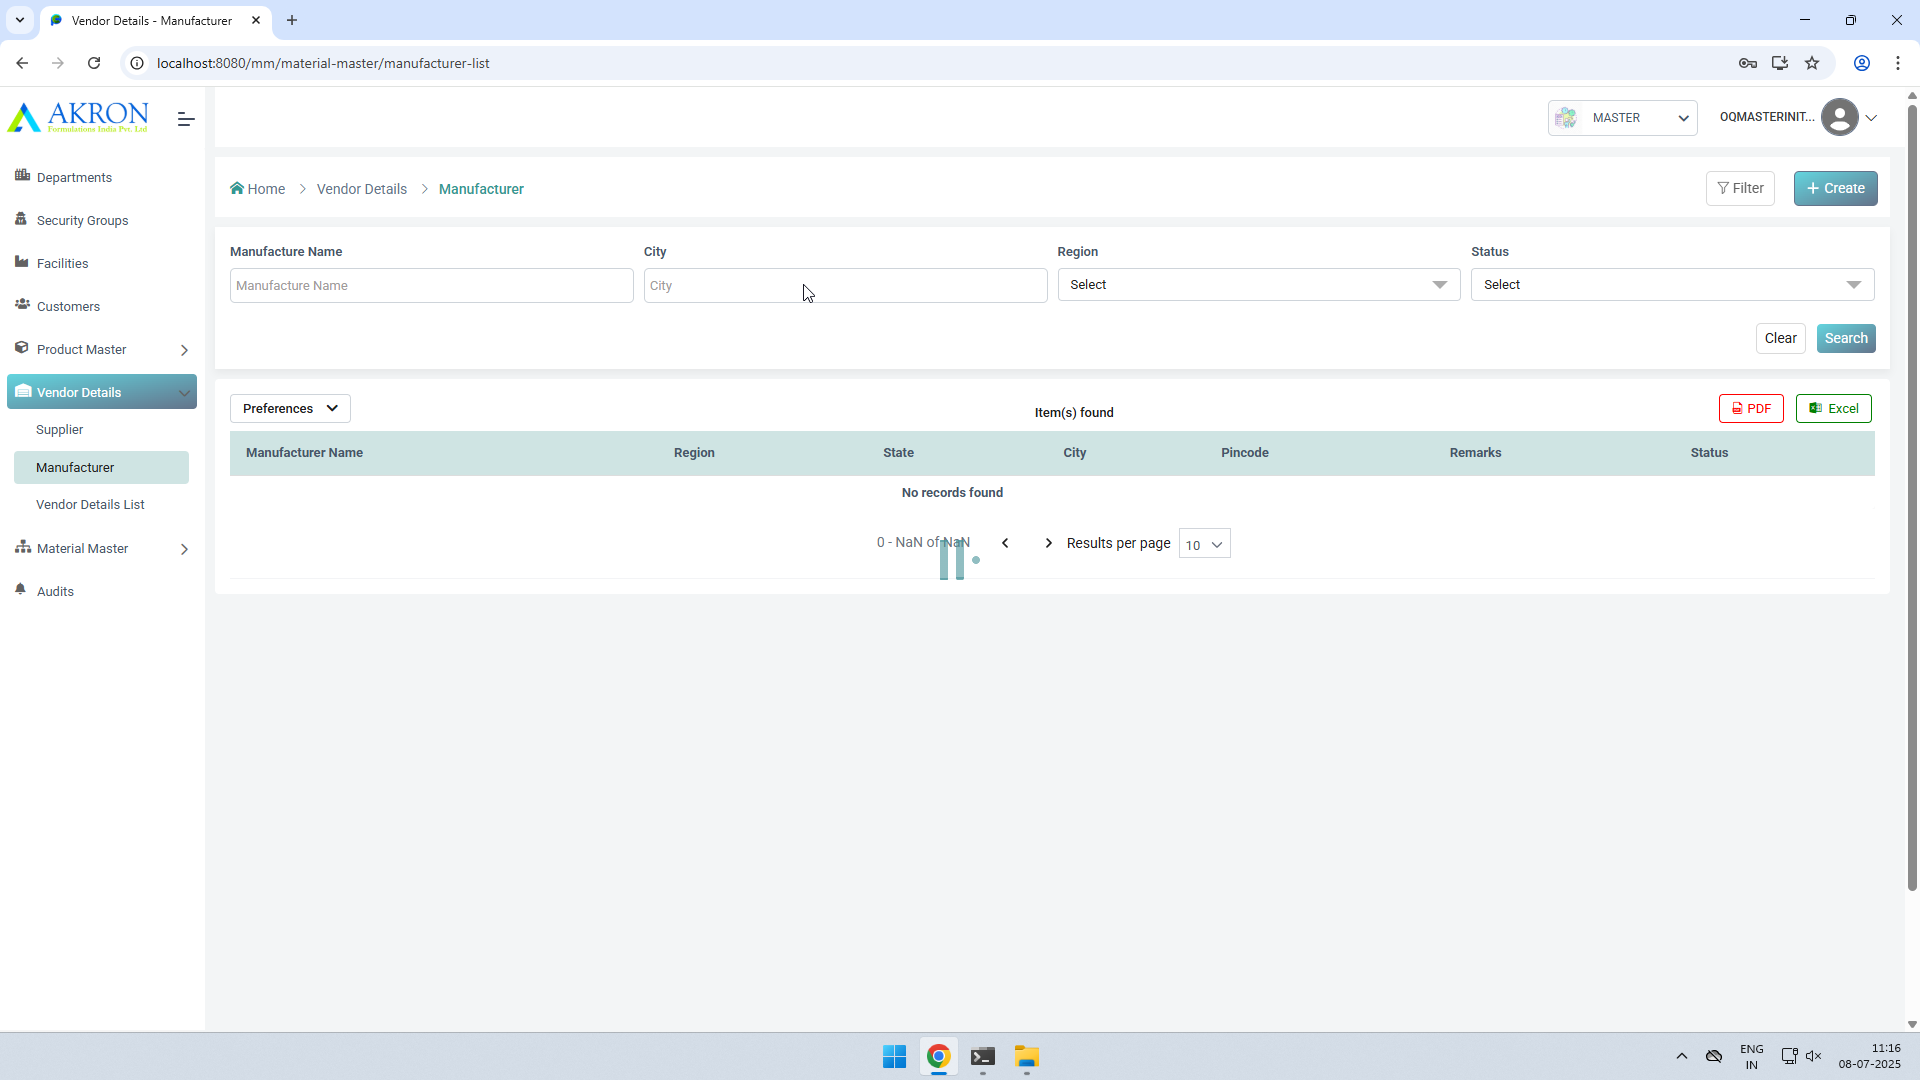 Vendor Details - Manufacturer
localhost:8080/mm/material-master/manufacturer-list
AKRON
Formulations India Pvt. Ltd
MASTER
OQMASTERINIT...
Departments
Security Groups
Facilities
Customers
Product Master
Vendor Details
Supplier
Manufacturer
Vendor Details List
Material Master
Audits
Home
Vendor Details
Manufacturer
Filter
+ Create
Manufacture Name
City
Region
Status
Manufacture Name
City
Select
Select
Clear
Search
Preferences
Item(s) found
PDF
Excel
Manufacturer Name
Region
State
City
Pincode
Remarks
Status
No records found
0 - NaN of NaN
Results per page
10
ENG
IN
11:16
08-07-2025